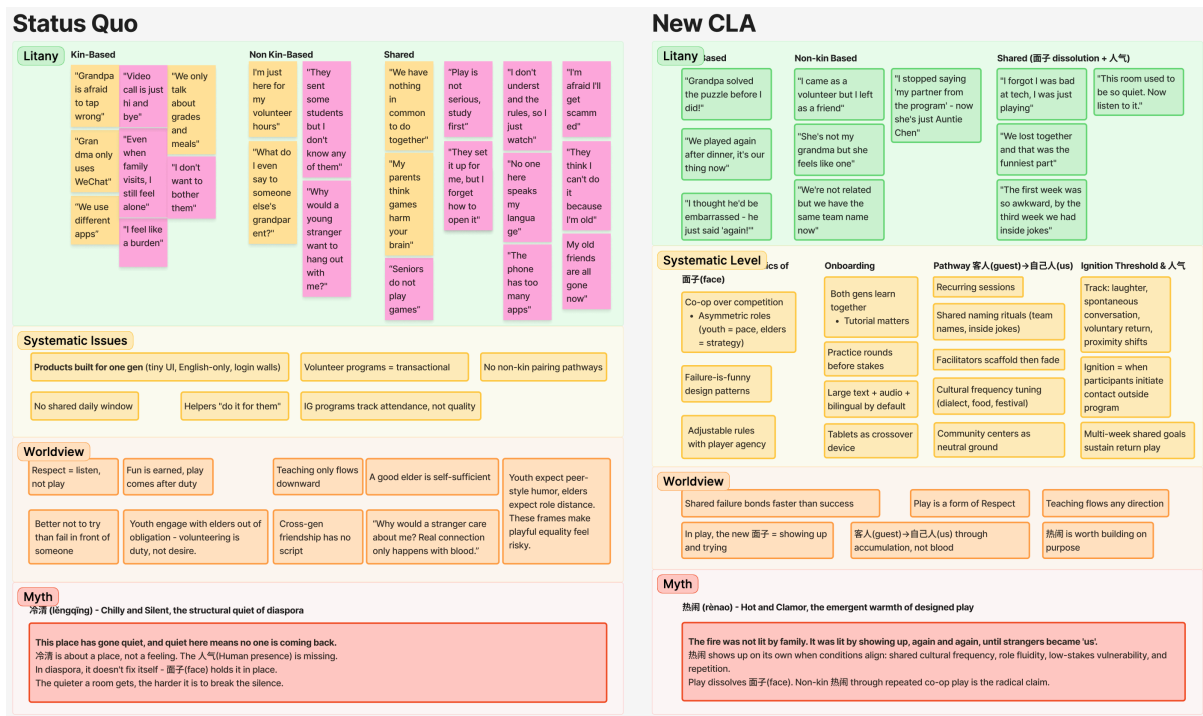 Status Quo
Litany
Kin-Based
"Grandpa
is afraid
to tap
wrong"
"Gran
dma only
uses
WeChat"
"We use
different
apps"
"Video
call is just
hi and
bye"
"Even
when
family
visits, I
still feel
alone"
"I feel like
a burden"
"We only
talk
about
grades
and
meals"
"I don't
want to
bother
them"
Non Kin-Based
I'm just
here for
my
volunteer
hours"
"What do
I even
say to
someone
else's
grandpar
ent?"
"They
sent
some
students
but I
don't
know any
of them"
"Why
would a
young
stranger
want to
hang out
with
me?"
Shared
"We have
nothing
in
common
to do
together"
"My
parents
think
games
harm
your
brain"
"Seniors
do not
play
games"
"Play is
not
serious,
study
first"
"They set
it up for
me, but I
forget
how to
open it"
"I don't
underst
and the
rules, so I
just
watch"
"No one
here
speaks
my
langua
ge"
"The
phone
has too
many
apps"
"I'm
afraid I'll
get
scamm
ed"
"They
think I
can't do
it
because
I'm old"
My old
friends
are all
gone
now"
Systematic Issues
Products built for one gen (tiny UI, English-only, login walls)
Volunteer programs = transactional
No non-kin pairing pathways
No shared daily window
Helpers "do it for them"
IG programs track attendance, not quality
Worldview
Respect = listen,
not play
Fun is earned, play
comes after duty
Teaching only flows
downward
A good elder is self-sufficient
Youth expect peer-
style humor, elders
expect role distance.
These frames make
playful equality feel
risky.
Better not to try
than fail in front of
someone
Youth engage with elders out of
obligation - volunteering is
duty, not desire.
Cross-gen
friendship has no
script
"Why would a stranger care
about me? Real connection
only happens with blood."
Myth
冷清 (lěngqīng) - Chilly and Silent, the structural quiet of diaspora
This place has gone quiet, and quiet here means no one is coming back.
冷清 is about a place, not a feeling. The 人气(Human presence) is missing.
In diaspora, it doesn't fix itself - 面子(face) holds it in place.
The quieter a room gets, the harder it is to break the silence.
New CLA
Litany
Based
"Grandpa solved
the puzzle before I
did!"
"We played again
after dinner, it's our
thing now"
"I thought he'd be
embarrassed - he
just said 'again!'"
Non-kin Based
"I came as a
volunteer but I left
as a friend"
"She's not my
grandma but she
feels like one"
"We're not related
but we have the
same team name
now"
"I stopped saying
'my partner from
the program' - now
she's just Auntie
Chen"
Shared (面子 dissolution + 人气)
"I forgot I was bad
at tech, I was just
playing"
"We lost together
and that was the
funniest part"
"The first week was
so awkward, by the
third week we had
inside jokes"
"This room used to
be so quiet. Now
listen to it."
Systematic Level
ics of
面子(face)
Co-op over competition
• Asymmetric roles
(youth = pace, elders
= strategy)
Failure-is-funny
design patterns
Adjustable rules
with player agency
Onboarding
Both gens learn
together
• Tutorial matters
Practice rounds
before stakes
Large text + audio +
bilingual by default
Tablets as crossover
device
Pathway 客人(guest)→自己人(us)
Recurring sessions
Shared naming rituals (team
names, inside jokes)
Facilitators scaffold then fade
Cultural frequency tuning
(dialect, food, festival)
Community centers as
neutral ground
Ignition Threshold & 人气
Track: laughter,
spontaneous
conversation,
voluntary return,
proximity shifts
Ignition = when
participants initiate
contact outside
program
Multi-week shared goals
sustain return play
Worldview
Shared failure bonds faster than success
Play is a form of Respect
Teaching flows any direction
In play, the new 面子 = showing up
and trying
客人(guest)→自己人(us) through
accumulation, not blood
热闹 is worth building on
purpose
Myth
热闹 (rènao) - Hot and Clamor, the emergent warmth of designed play
The fire was not lit by family. It was lit by showing up, again and again, until strangers became 'us'.
热闹 shows up on its own when conditions align: shared cultural frequency, role fluidity, low-stakes vulnerability, and
repetition.
Play dissolves 面子(face). Non-kin 热闹 through repeated co-op play is the radical claim.